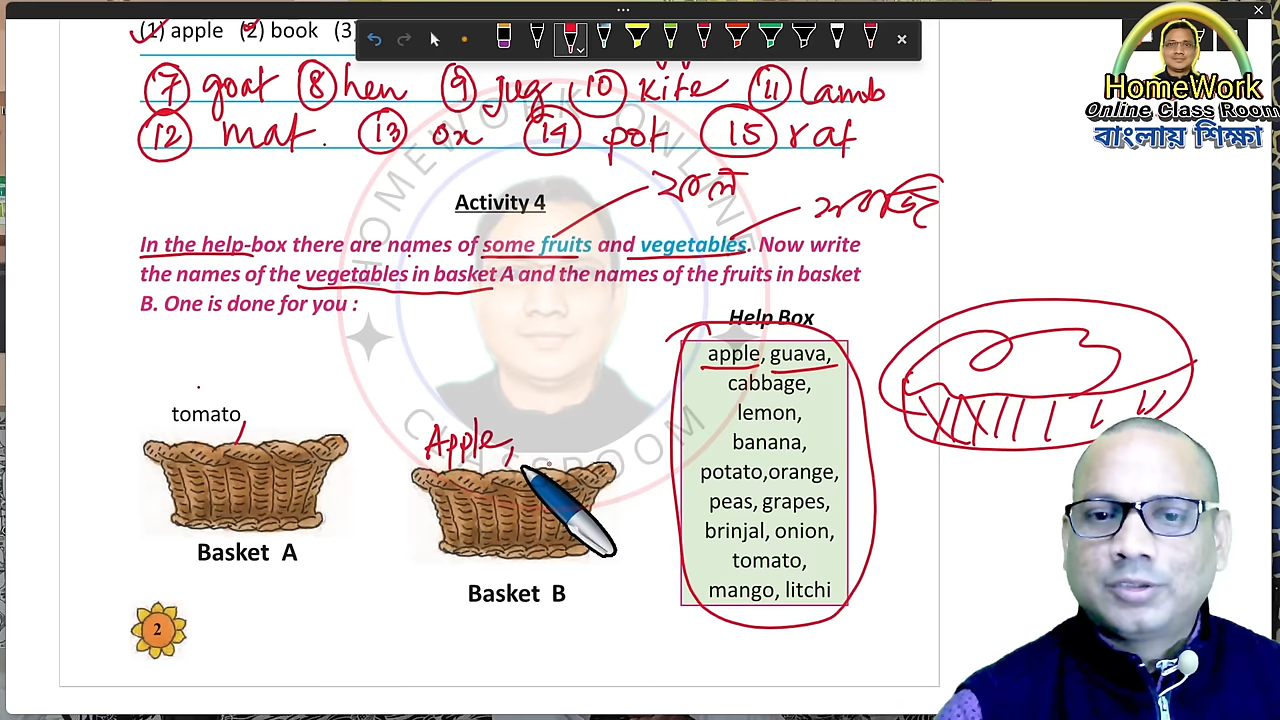 (1) apple (2) book (3)
7 goat 8 hen 9 Jug 10 kite 11 lamb
12 mat. 13 ox 14 pot 15 rat
HomeWork
Online Class Room
বাংলায় শিক্ষা
HOMEWORK ONLINE CLASSROOM
Activity 4
In the help-box there are names of some fruits and vegetables. Now write
the names of the vegetables in basket A and the names of the fruits in basket
B. One is done for you :
Help Box
apple, guava,
cabbage,
lemon,
banana,
potato,orange,
peas, grapes,
brinjal, onion,
tomato,
mango, litchi
tomato
Apple,
Basket A
Basket B
2